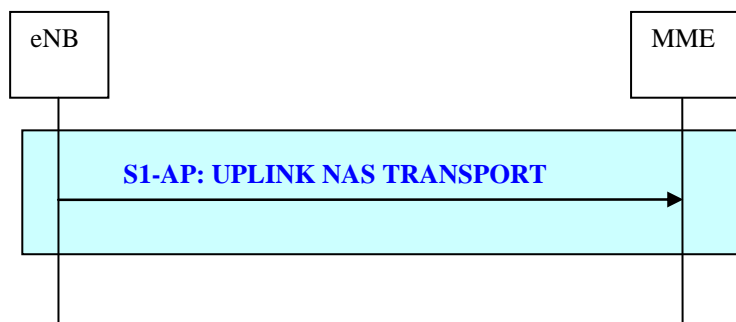 eNB
MME
S1-AP: UPLINK NAS TRANSPORT